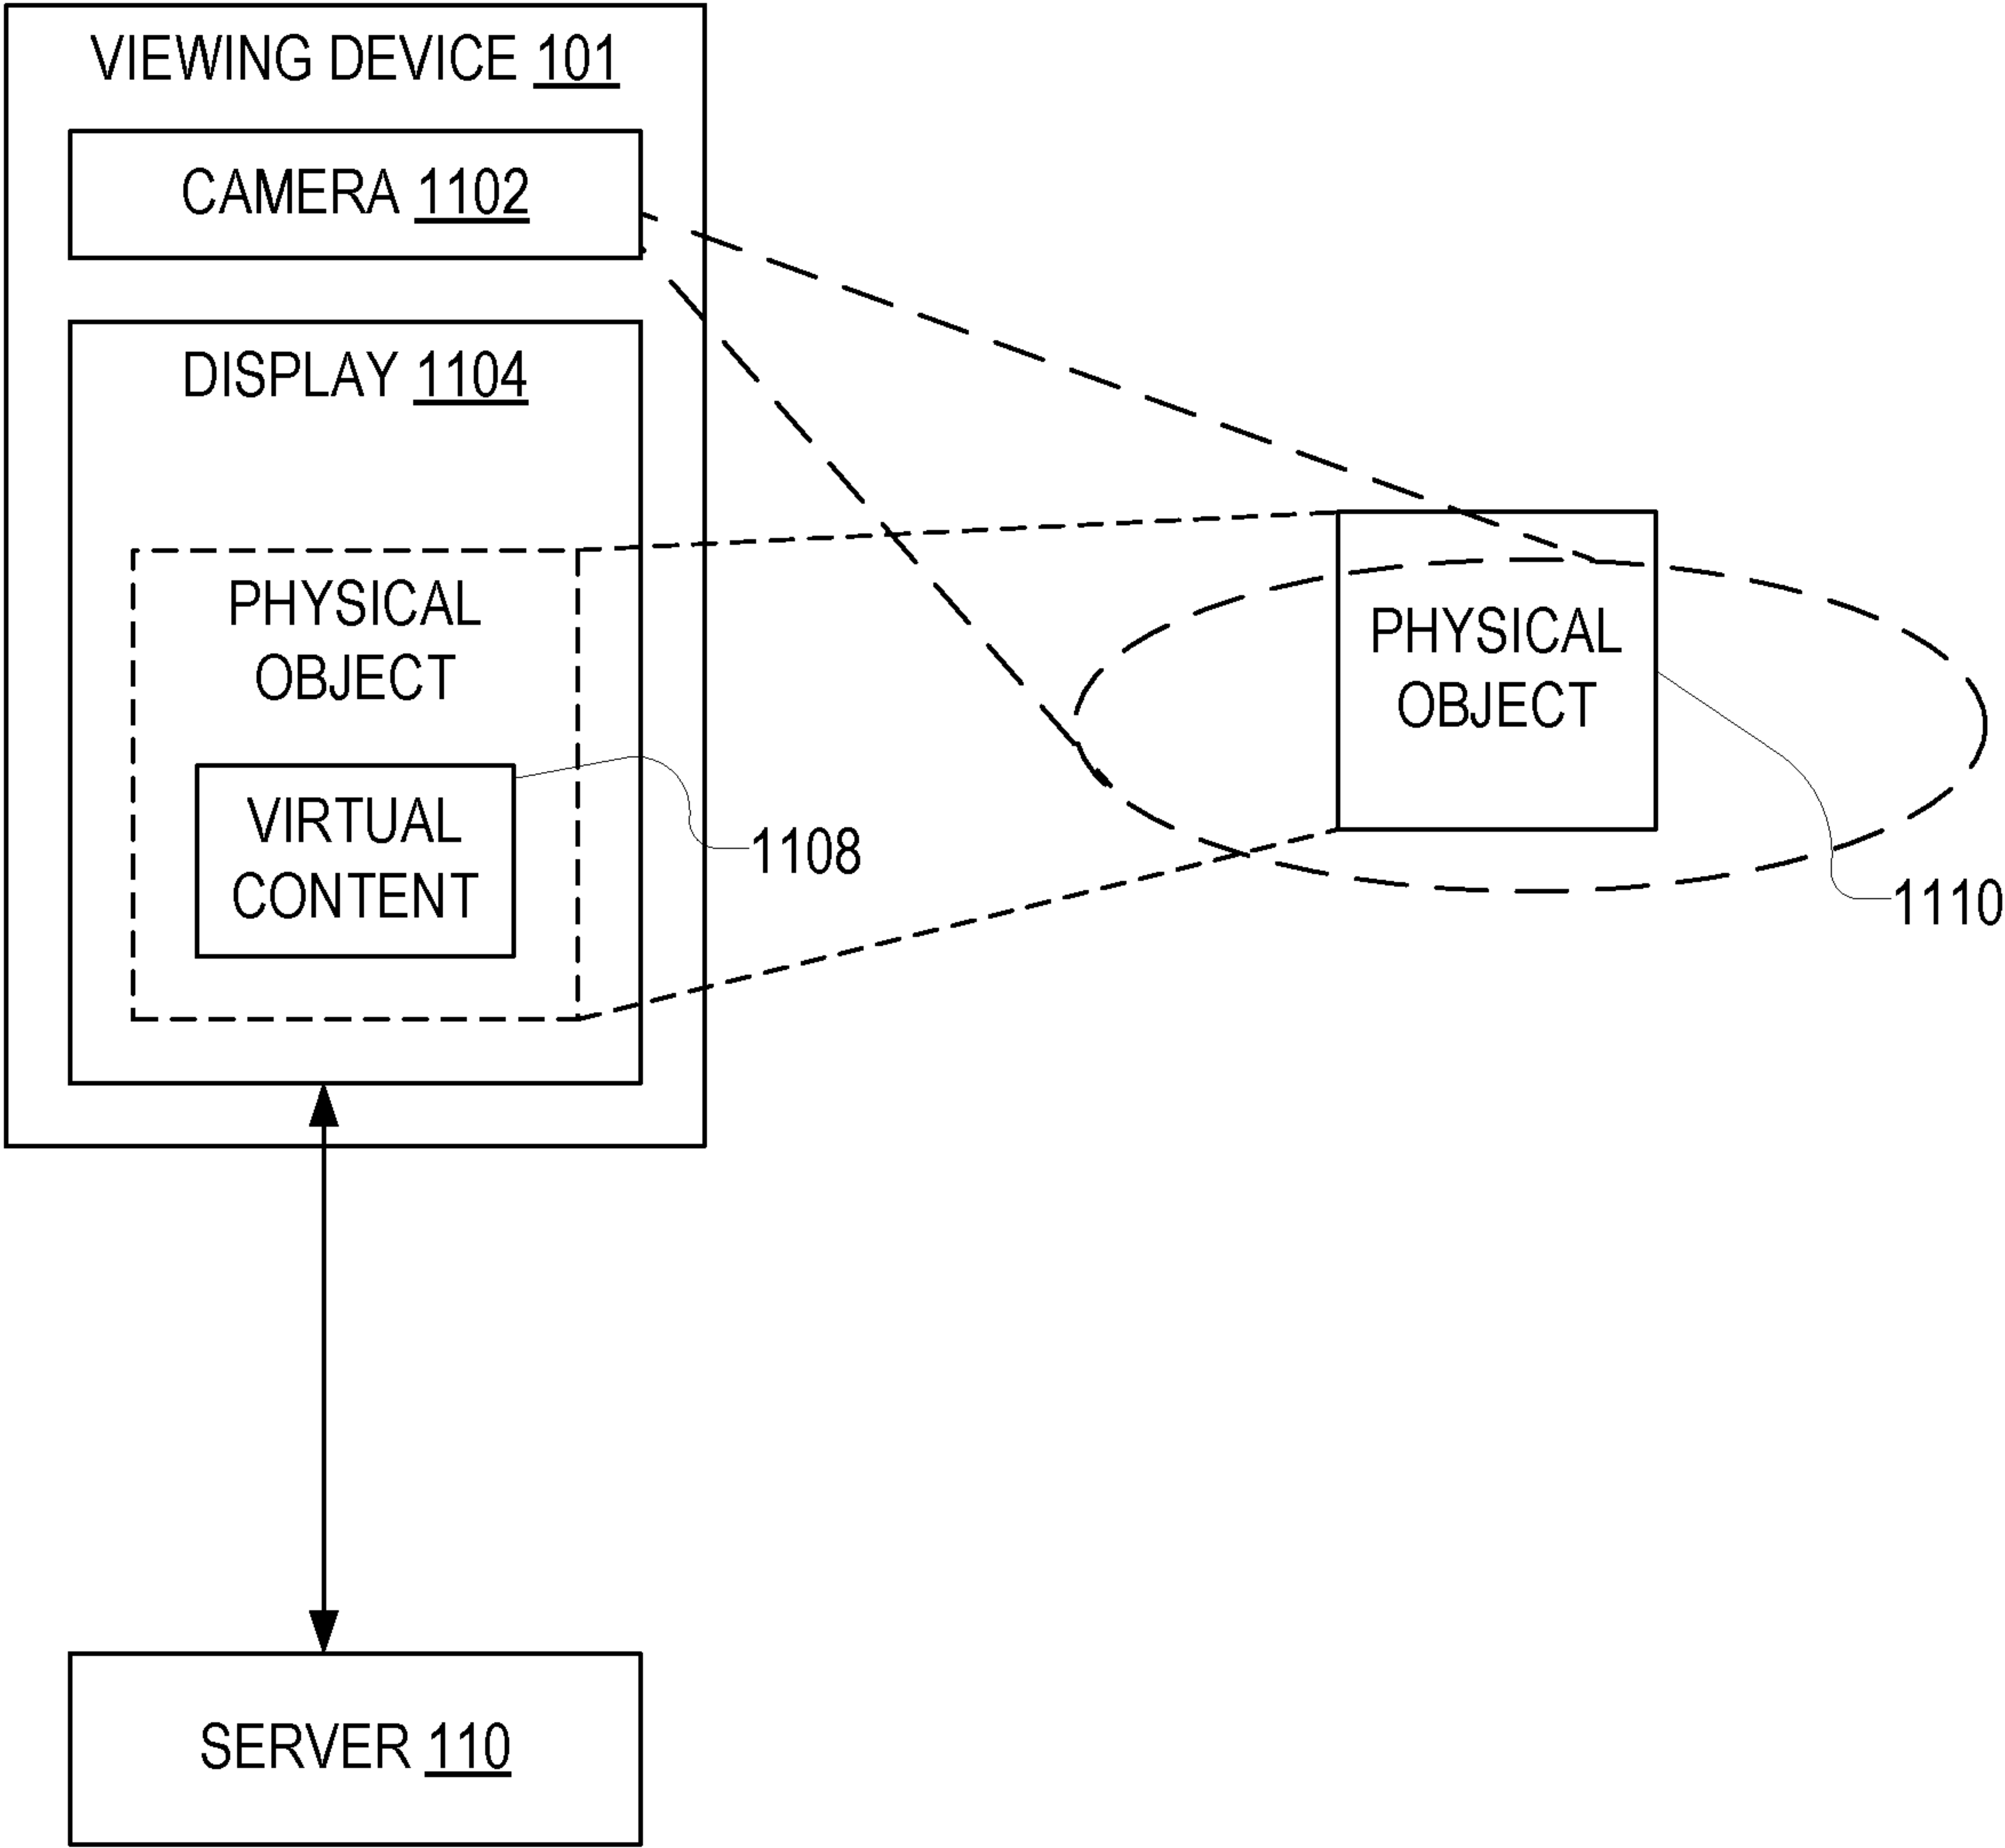 VIEWING DEVICE 101
CAMERA 1102
DISPLAY 1104
PHYSICAL
OBJECT
VIRTUAL
CONTENT
1108
PHYSICAL
OBJECT
1110
SERVER 110